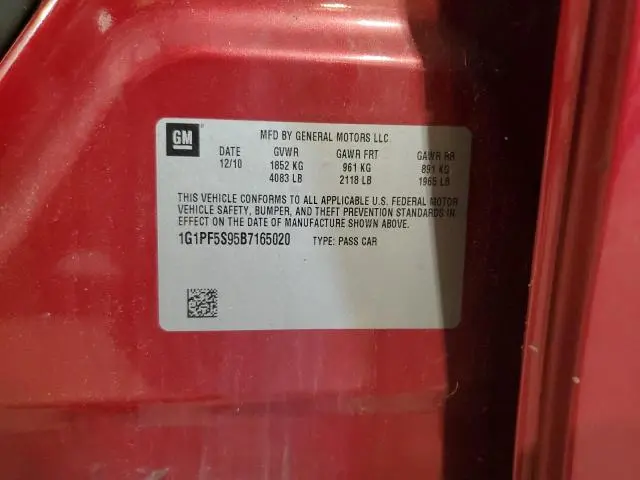 GM
MFD BY GENERAL MOTORS LLC
DATE GVWR GAWR FRT GAWR RR
12/10 1852 KG 961 KG 891 KG
4083 LB 2118 LB 1965 LB
THIS VEHICLE CONFORMS TO ALL APPLICABLE U.S. FEDERAL MOTOR
VEHICLE SAFETY, BUMPER, AND THEFT PREVENTION STANDARDS IN
EFFECT ON THE DATE OF MANUFACTURE SHOWN ABOVE.
1G1PF5S95B7165020 TYPE: PASS CAR